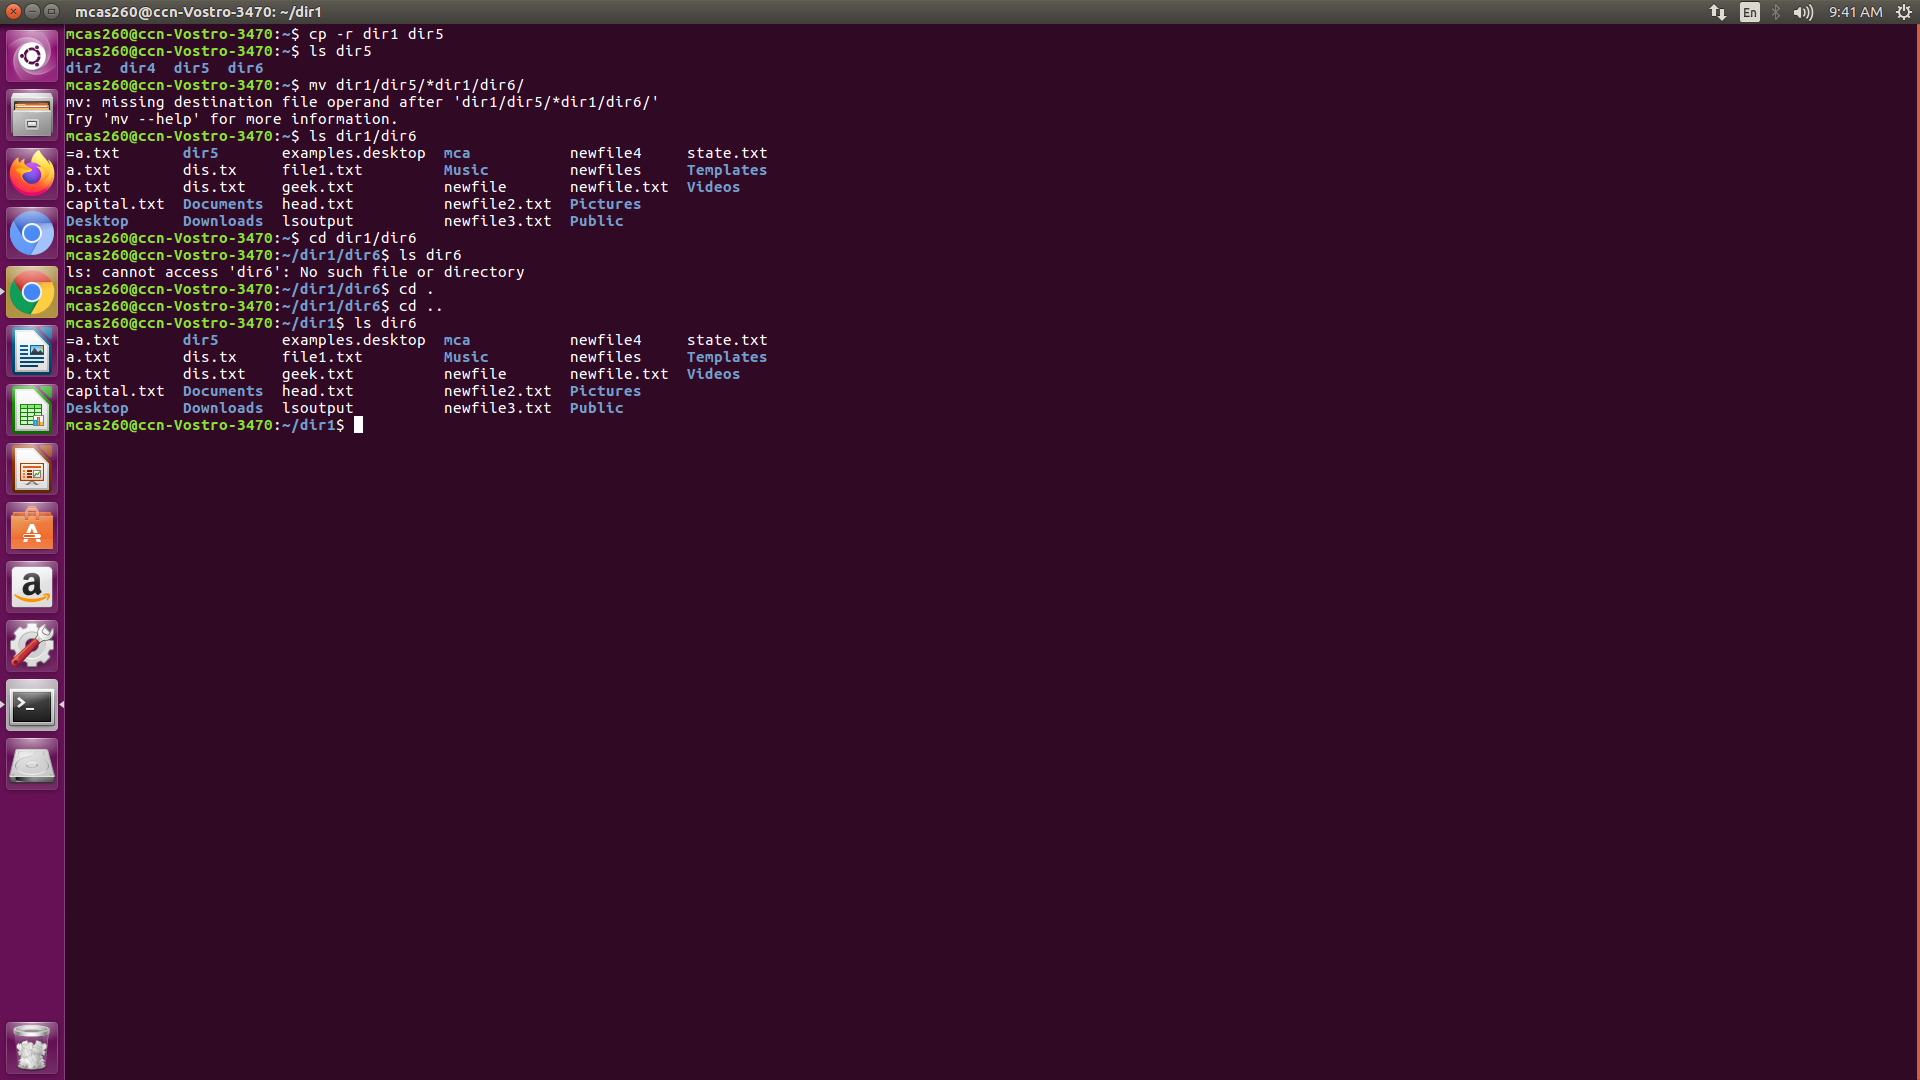 mcas260@ccn-Vostro-3470: ~/dir1 En 9:41 AM
mcas260@ccn-Vostro-3470:~$ cp -r dir1 dir5
mcas260@ccn-Vostro-3470:~$ ls dir5
dir2  dir4  dir5  dir6
mcas260@ccn-Vostro-3470:~$ mv dir1/dir5/*dir1/dir6/
mv: missing destination file operand after 'dir1/dir5/*dir1/dir6/'
Try 'mv --help' for more information.
mcas260@ccn-Vostro-3470:~$ ls dir1/dir6
=a.txt       dir5       examples.desktop  mca           newfile4     state.txt
a.txt        dis.tx     file1.txt         Music         newfiles     Templates
b.txt        dis.txt    geek.txt          newfile       newfile.txt  Videos
capital.txt  Documents  head.txt          newfile2.txt  Pictures
Desktop      Downloads  lsoutput          newfile3.txt  Public
mcas260@ccn-Vostro-3470:~$ cd dir1/dir6
mcas260@ccn-Vostro-3470:~/dir1/dir6$ ls dir6
ls: cannot access 'dir6': No such file or directory
mcas260@ccn-Vostro-3470:~/dir1/dir6$ cd .
mcas260@ccn-Vostro-3470:~/dir1/dir6$ cd ..
mcas260@ccn-Vostro-3470:~/dir1$ ls dir6
=a.txt       dir5       examples.desktop  mca           newfile4     state.txt
a.txt        dis.tx     file1.txt         Music         newfiles     Templates
b.txt        dis.txt    geek.txt          newfile       newfile.txt  Videos
capital.txt  Documents  head.txt          newfile2.txt  Pictures
Desktop      Downloads  lsoutput          newfile3.txt  Public
mcas260@ccn-Vostro-3470:~/dir1$